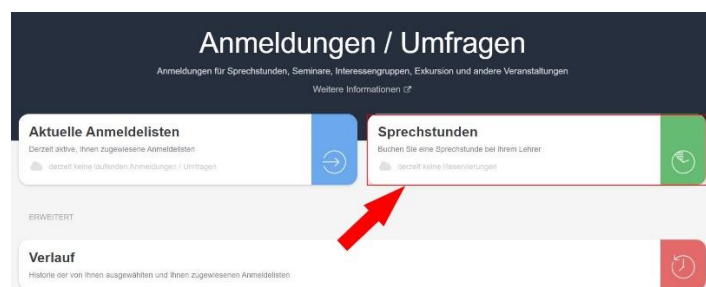 Anmeldungen / Umfragen
Anmeldungen für Sprechstunden, Seminare, Interessengruppen, Exkursion und andere Veranstaltungen
Weitere Informationen
Aktuelle Anmeldelisten
Derzeit aktive, Ihnen zugewiesene Anmeldelisten
derzeit keine laufenden Anmeldungen / Umfragen
Sprechstunden
Buchen Sie eine Sprechstunde bei Ihrem Lehrer
derzeit keine Reservierungen
ERWEITERT
Verlauf
Historie der von Ihnen ausgewählten und Ihnen zugewiesenen Anmeldelisten